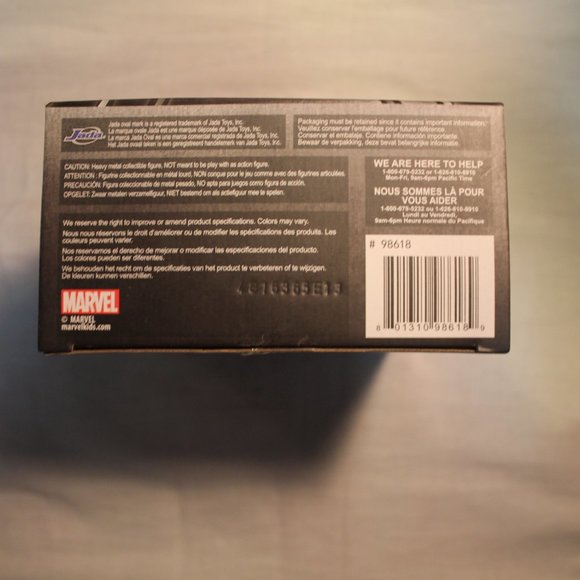 Jada
Jada oval mark is a registered trademark of Jada Toys, Inc.
La marque ovale Jada est une marque déposée de Jada Toys, Inc.
La marca Jada Oval es una marca comercial registrada de Jada Toys, Inc.
Het Jada ovaal taken is een geregistreerd handelsmerk van Jada Toys, Inc.
Packaging must be retained since it contains important information.
Veuillez conserver l'emballage pour future référence.
Conservar el embalaje. Contiene información importante.
Bewaar de verpakking, deze bevat belangrijke informatie.
CAUTION: Heavy metal collectible figure, NOT meant to be play with as action figure.
ATTENTION : Figurine collectionnable en métal lourd, NON conçue pour le jeu comme avec des figurines articulées.
PRECAUCIÓN: Figura coleccionable de metal pesado, NO apta para juegos como figura de acción.
OPGELET: Zwaar metalen verzamelfiguur, NIET bestemd om als actiefiguur mee te spelen.
WE ARE HERE TO HELP
Mon-Fri, 9am-6pm Pacific Time
NOUS SOMMES LÀ POUR
VOUS AIDER
Lundi au Vendredi,
9am-6pm Heure normale du Pacifique
We reserve the right to improve or amend product specifications. Colors may vary.
Nous nous réservons le droit d'améliorer ou de modifier les spécifications des produits. Les
couleurs peuvent varier.
Nos reservamos el derecho de mejorar o modificar las especificaciones del producto.
Los colores pueden ser diferentes.
We behouden het recht om de specificaties van het product te verbeteren of te wijzigen.
De kleuren kunnen verschillen.
# 98618
8 01310 98618 9
4816365E13
MARVEL
© MARVEL
marvelkids.com